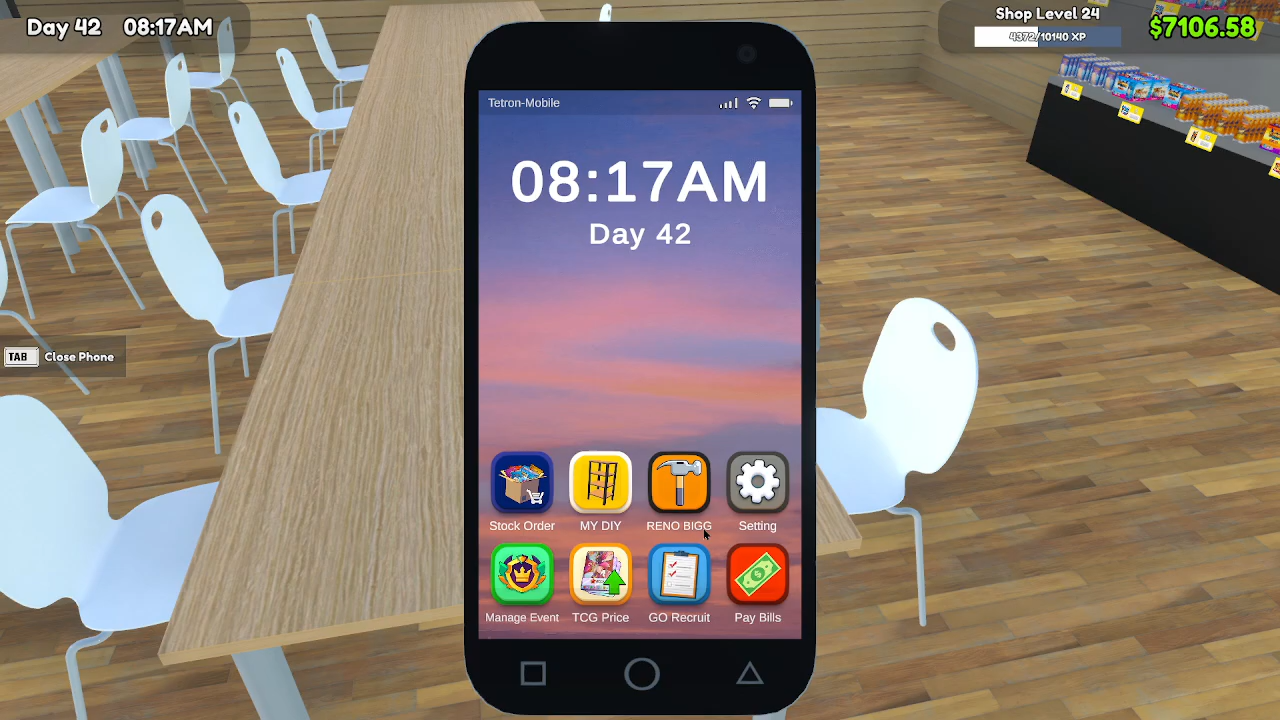 Day 42 08:17AM
Shop Level 24
4372/10140 XP
$7106.58
Tetron-Mobile
08:17AM
Day 42
TAB Close Phone
Stock Order MY DIY RENO BIGG Setting
Manage Event TCG Price GO Recruit Pay Bills